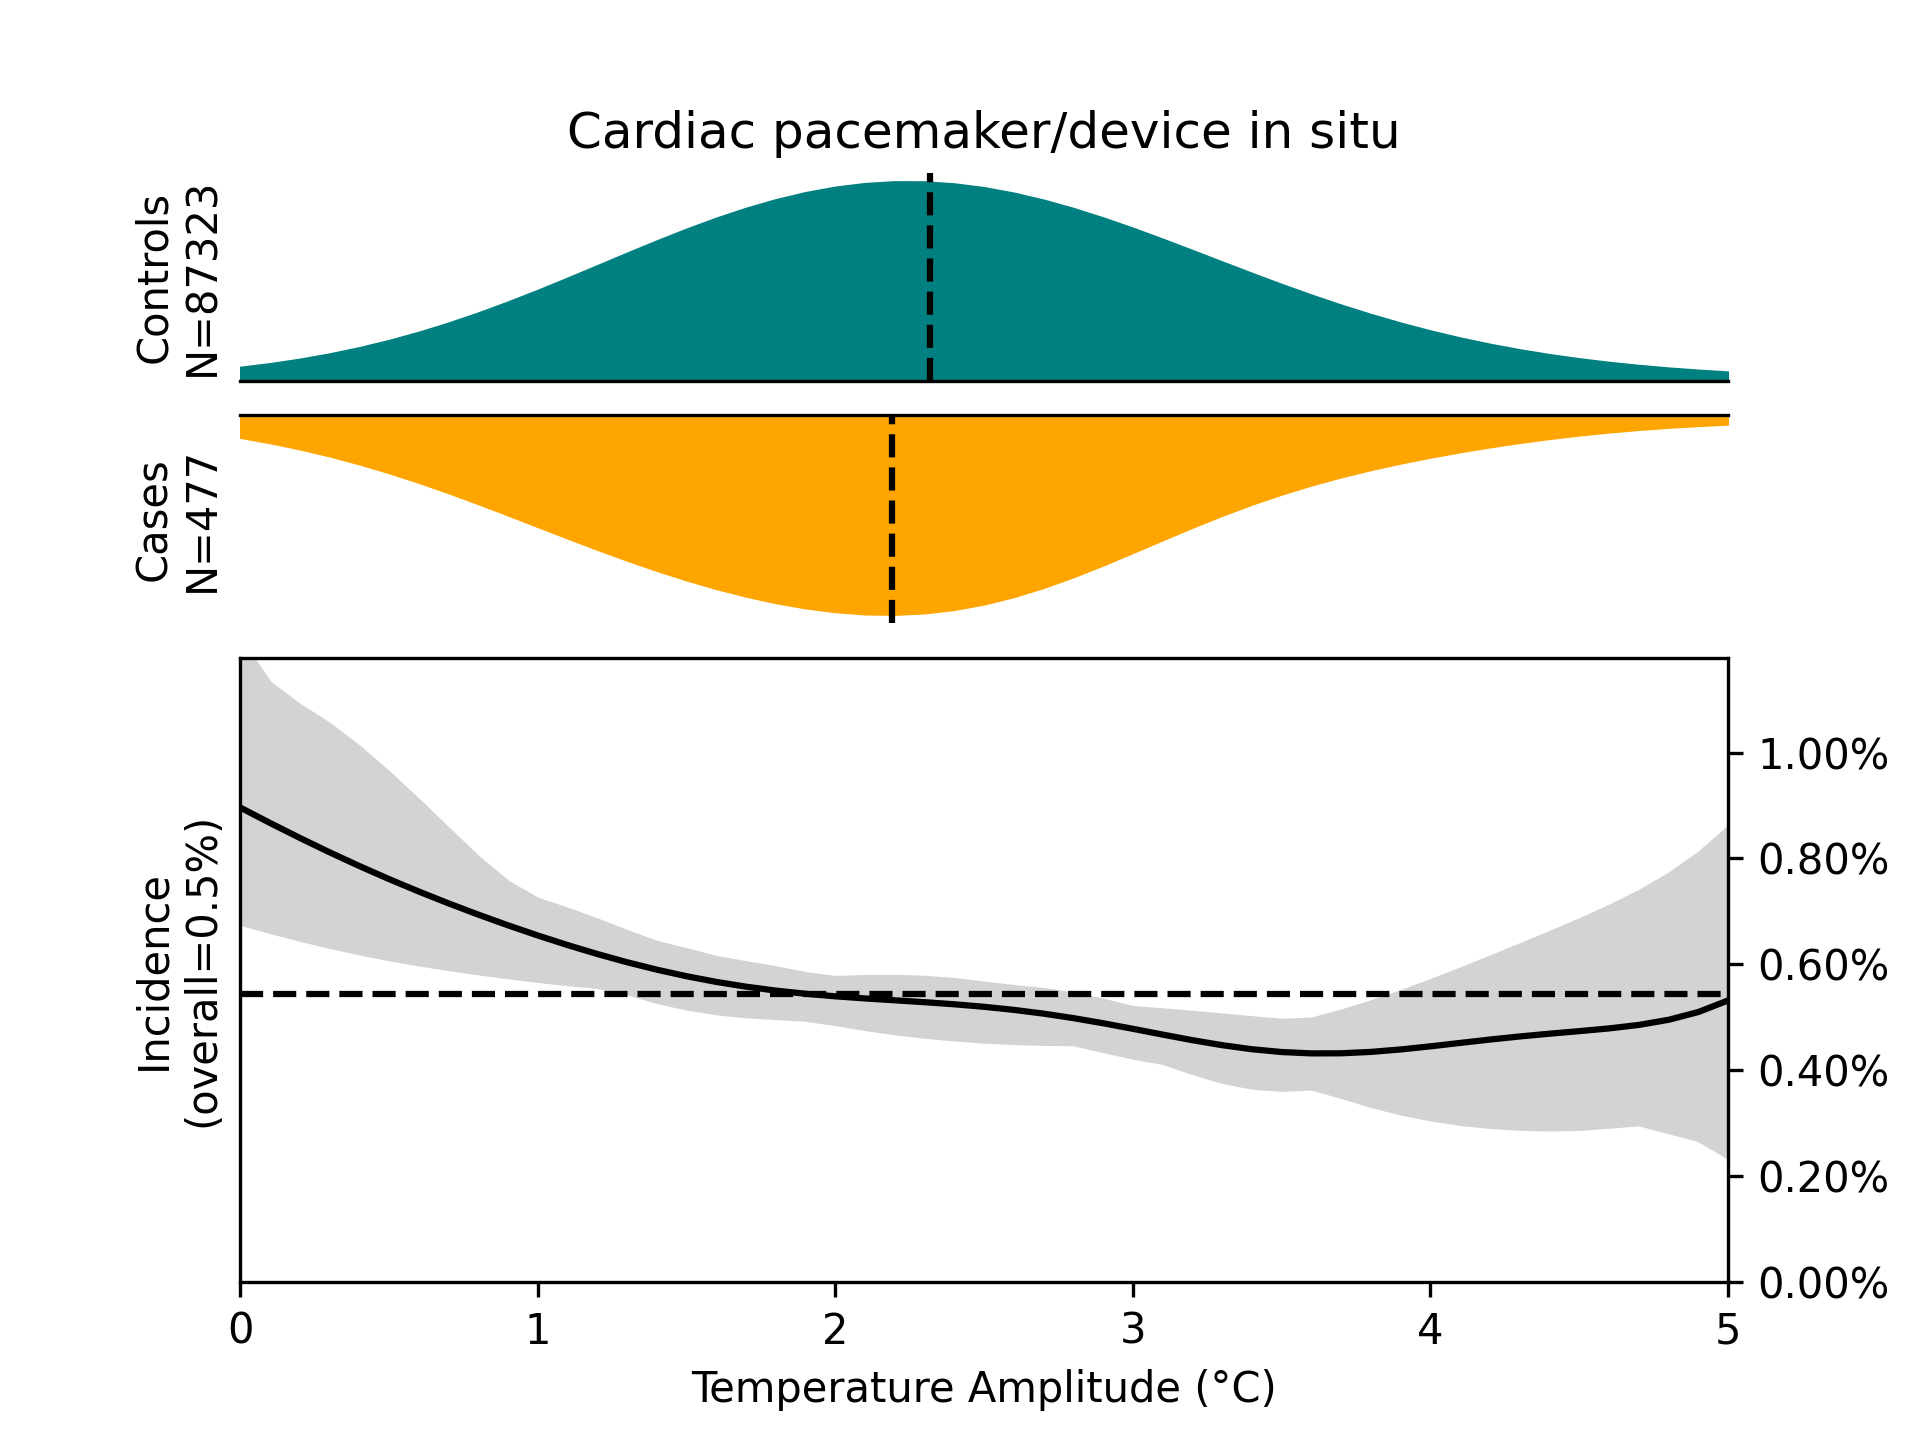 Cardiac pacemaker/device in situ
Controls
N=87323
Cases
N=477
Incidence
(overall=0.5%)
1.00%
0.80%
0.60%
0.40%
0.20%
0.00%
0 1 2 3 4 5
Temperature Amplitude (°C)